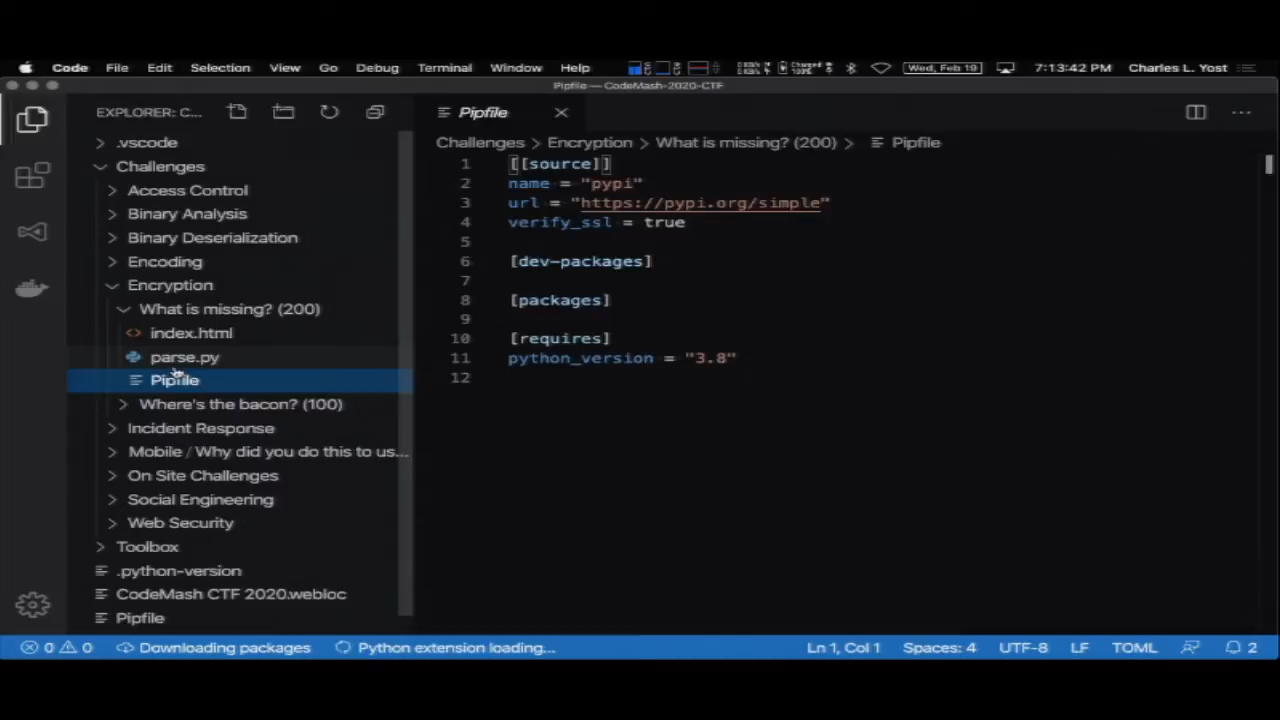 Code File Edit Selection View Go Debug Terminal Window Help Wed, Feb 19 7:13:42 PM Charles L. Yost
Pipfile — CodeMash-2020-CTF
EXPLORER: C...
.vscode
Challenges
Access Control
Binary Analysis
Binary Deserialization
Encoding
Encryption
What is missing? (200)
index.html
parse.py
Pipfile
Where's the bacon? (100)
Incident Response
Mobile / Why did you do this to us...
On Site Challenges
Social Engineering
Web Security
Toolbox
.python-version
CodeMash CTF 2020.webloc
Pipfile
Pipfile
Challenges > Encryption > What is missing? (200) > Pipfile
1 [[source]]
2 name = "pypi"
3 url = "https://pypi.org/simple"
4 verify_ssl = true
5
6 [dev-packages]
7
8 [packages]
9
10 [requires]
11 python_version = "3.8"
12
0 0 Downloading packages Python extension loading... Ln 1, Col 1 Spaces: 4 UTF-8 LF TOML 2